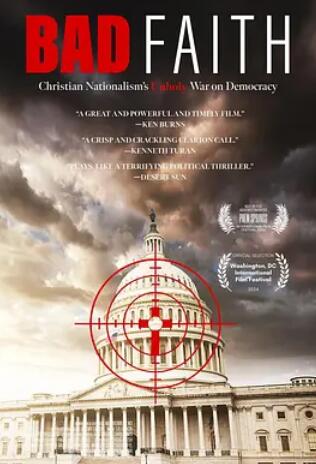 BAD FAITH
Christian Nationalism's Unholy War on Democracy
"A GREAT AND POWERFUL AND TIMELY FILM."
—KEN BURNS
"A CRISP AND CRACKLING CLARION CALL."
—KENNETH TURAN
"PLAYS LIKE A TERRIFYING POLITICAL THRILLER."
—DESERT SUN
PALM SPRINGS
OFFICIAL SELECTION
Washington, DC
International
Film Festival
2024